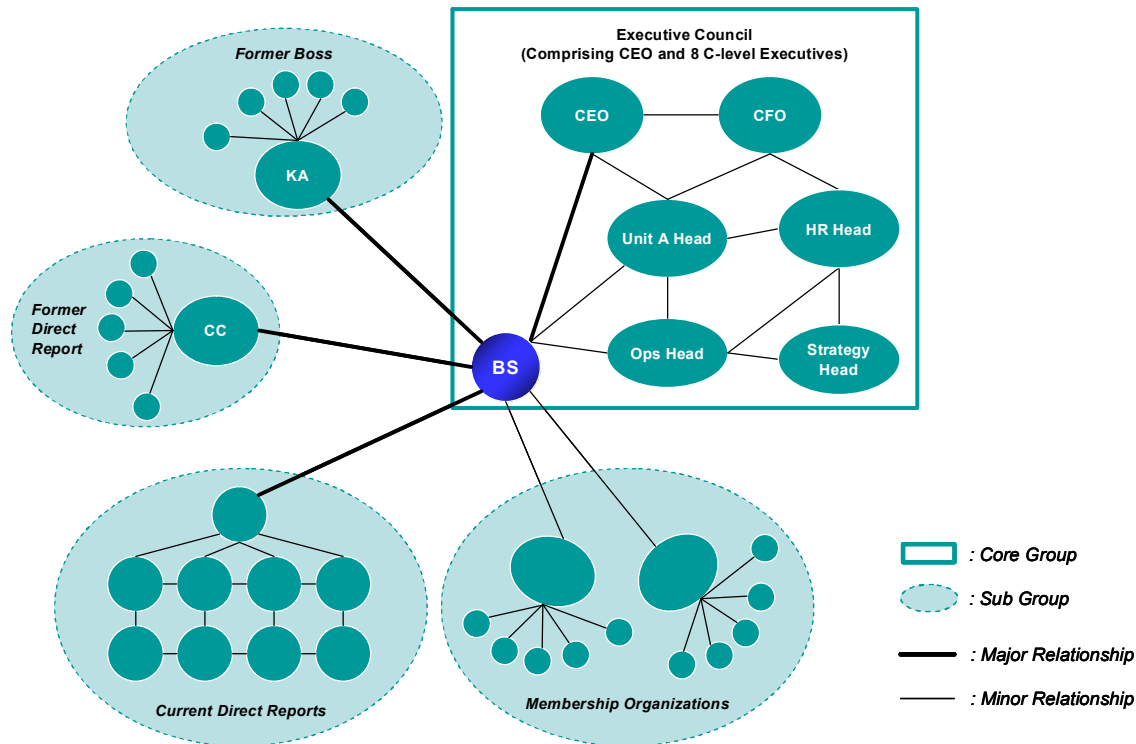 Former Boss
KA
Executive Council
(Comprising CEO and 8 C-level Executives)
CEO
CFO
Unit A Head
HR Head
Ops Head
Strategy
Head
Former
Direct
Report
CC
BS
Current Direct Reports
Membership Organizations
: Core Group
: Sub Group
: Major Relationship
: Minor Relationship